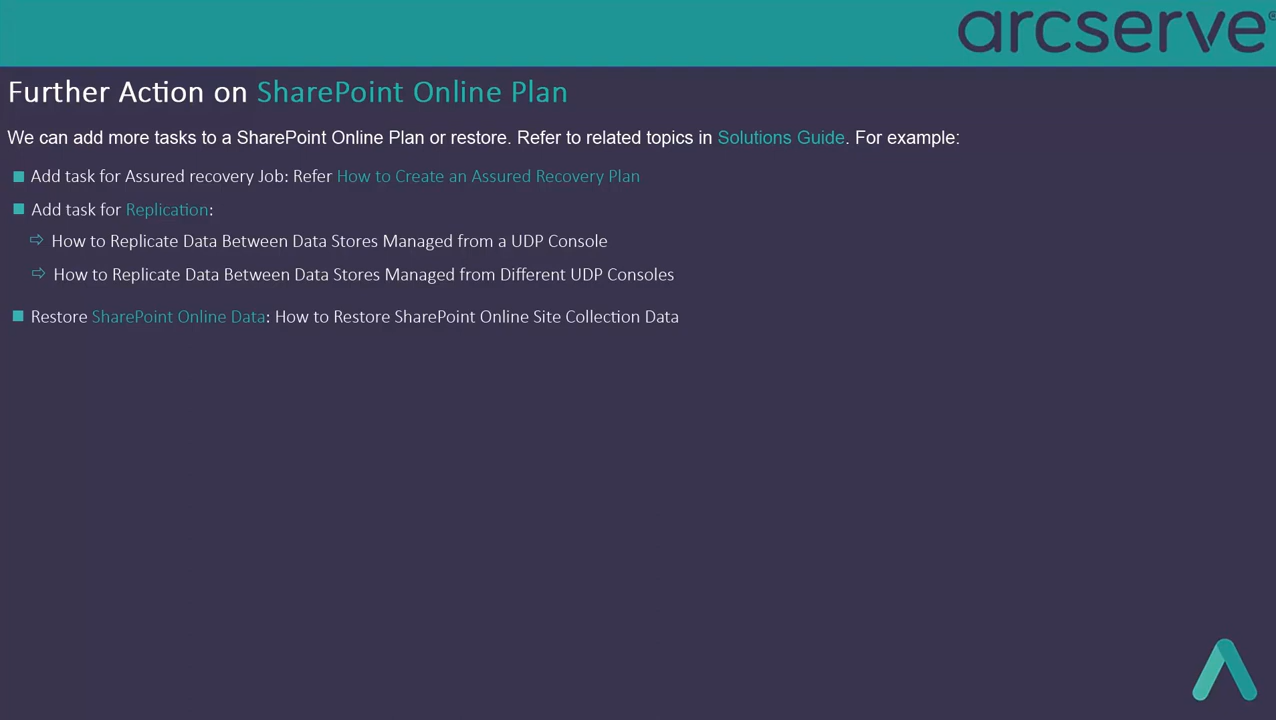 arcserve®
Further Action on SharePoint Online Plan
We can add more tasks to a SharePoint Online Plan or restore. Refer to related topics in Solutions Guide. For example:
Add task for Assured recovery Job: Refer How to Create an Assured Recovery Plan
Add task for Replication:
How to Replicate Data Between Data Stores Managed from a UDP Console
How to Replicate Data Between Data Stores Managed from Different UDP Consoles
Restore SharePoint Online Data: How to Restore SharePoint Online Site Collection Data